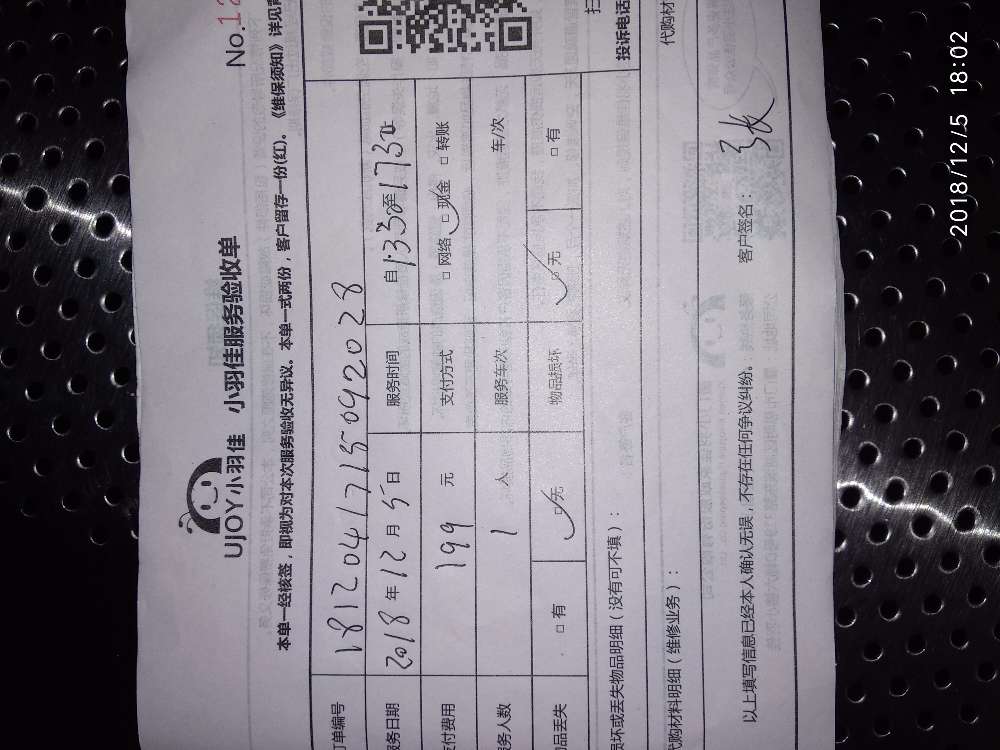 No.12
UJOY小羽佳 小羽佳服务验收单
本单一经核签，即视为对本次服务验收无异议。本单一式两份，客户留存一份(红)。《维保须知》详见背
订单编号 181204171509202028
服务日期 2018年12月5日 服务时间 自1330至1730
支付费用 199 元 支付方式 □网络 □现金 □转账
服务人数 1 人 服务车次 车/次
物品丢失 □有 □无 物品损坏 □无 □有
损坏或丢失物品明细（没有可不填）：
代购材料明细（维修业务）： 代购材
以上填写信息已经本人确认无误，不存在任何争议纠纷。 客户签名： 张
扫
投诉电话
2018/12/5 18:02